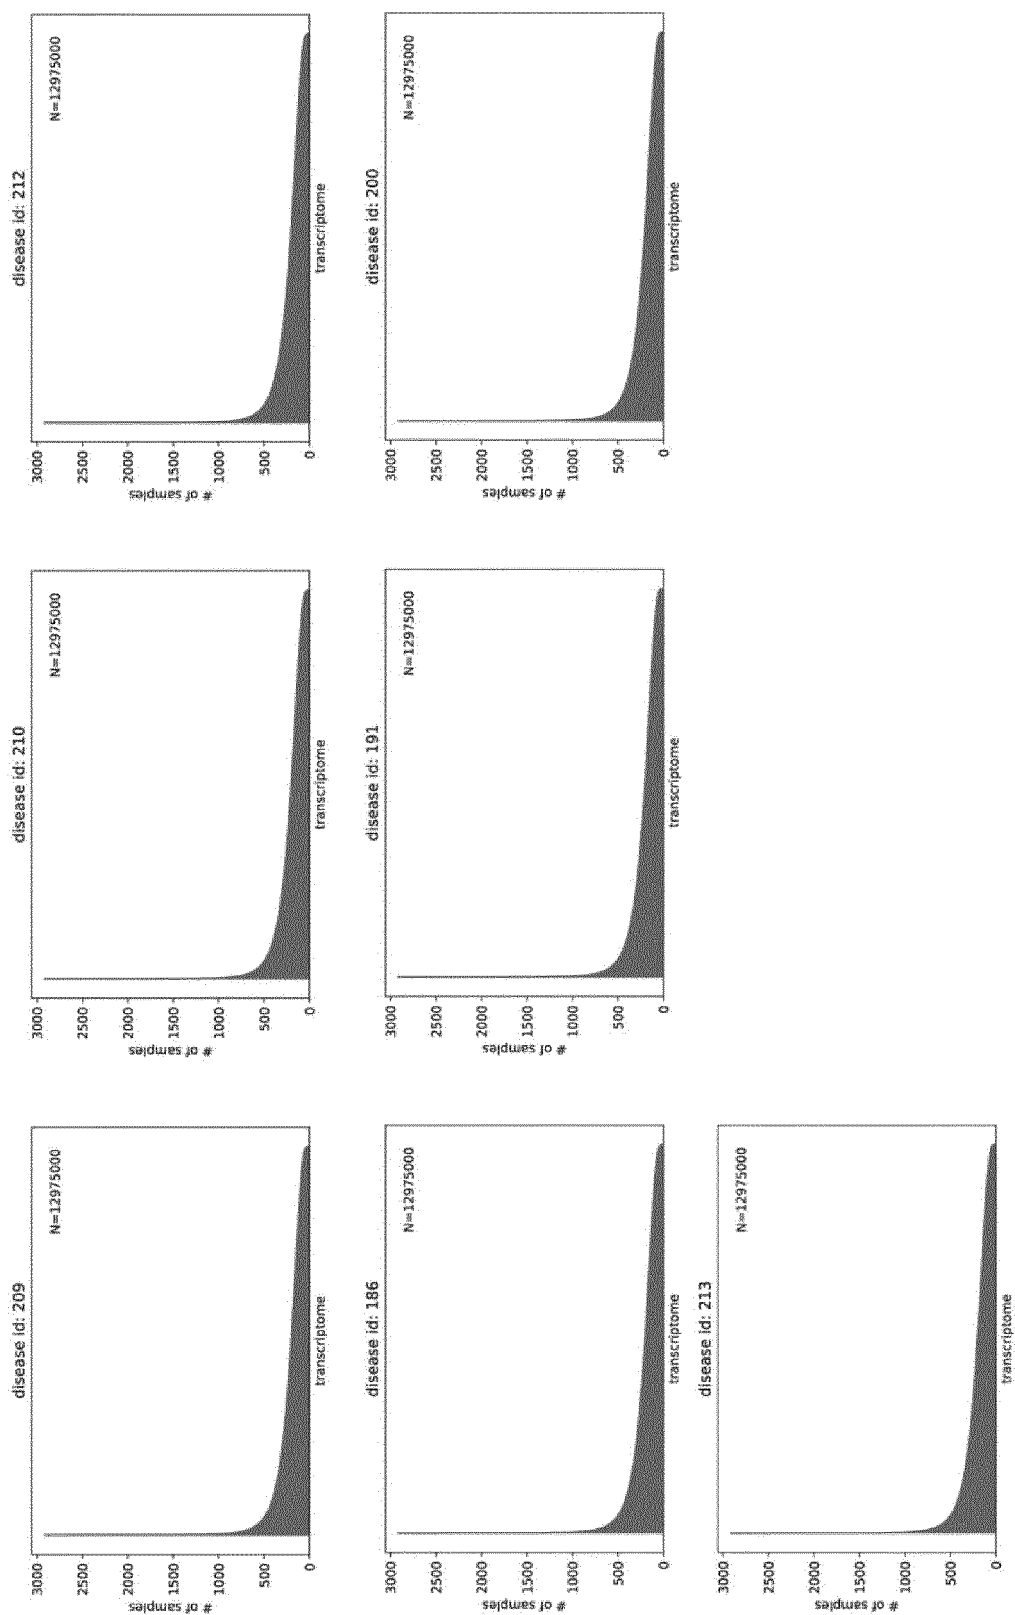 disease id: 209
N=12975000
3000
2500
2000
1500
1000
500
0
# of samples
transcriptome
disease id: 210
N=12975000
3000
2500
2000
1500
1000
500
0
# of samples
transcriptome
disease id: 212
N=12975000
3000
2500
2000
1500
1000
500
0
# of samples
transcriptome
disease id: 186
N=12975000
3000
2500
2000
1500
1000
500
0
# of samples
transcriptome
disease id: 191
N=12975000
3000
2500
2000
1500
1000
500
0
# of samples
transcriptome
disease id: 200
N=12975000
3000
2500
2000
1500
1000
500
0
# of samples
transcriptome
disease id: 213
N=12975000
3000
2500
2000
1500
1000
500
0
# of samples
transcriptome